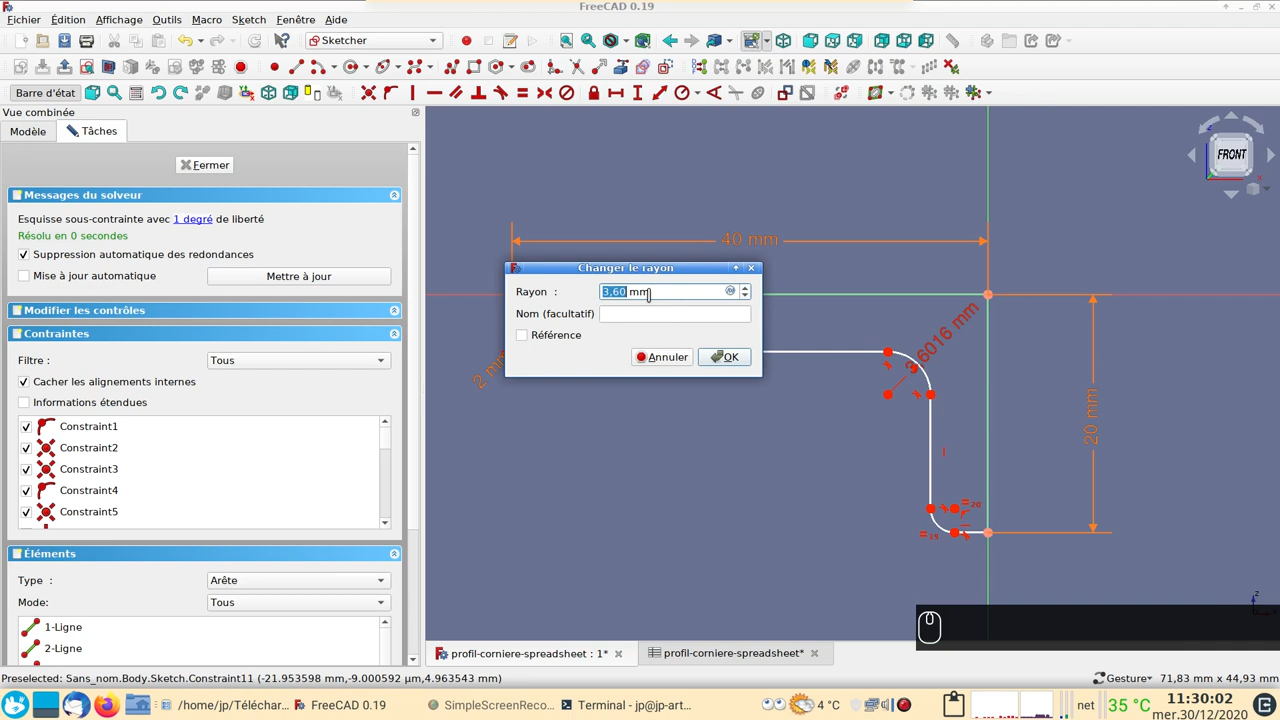 FreeCAD 0.19
Fichier Édition Affichage Outils Macro Sketch Fenêtre Aide
Sketcher
Barre d'état
Vue combinée
Modèle Tâches
Fermer
Messages du solveur
Esquisse sous-contrainte avec 1 degré de liberté
Résolu en 0 secondes
Suppression automatique des redondances
Mise à jour automatique Mettre à jour
Modifier les contrôles
Contraintes
Filtre : Tous
Cacher les alignements internes
Informations étendues
Constraint1
Constraint2
Constraint3
Constraint4
Constraint5
Éléments
Type : Arête
Mode: Tous
1-Ligne
2-Ligne
FRONT
40 mm
Changer le rayon
Rayon : 3,60 mm
Nom (facultatif)
Référence
Annuler OK
2 m
3,6016 mm
20 mm
=20
=19
profil-corniere-spreadsheet : 1* profil-corniere-spreadsheet*
Preselected: Sans_nom.Body.Sketch.Constraint11 (-21.953598 mm,-9.000592 µm,4.963543 mm) Gesture 71,83 mm x 44,93 mm
/home/jp/Téléchar... FreeCAD 0.19 SimpleScreenReco... Terminal - jp@jp-art... 4 °C net 35 °C 11:30:02
mer.30/12/2020